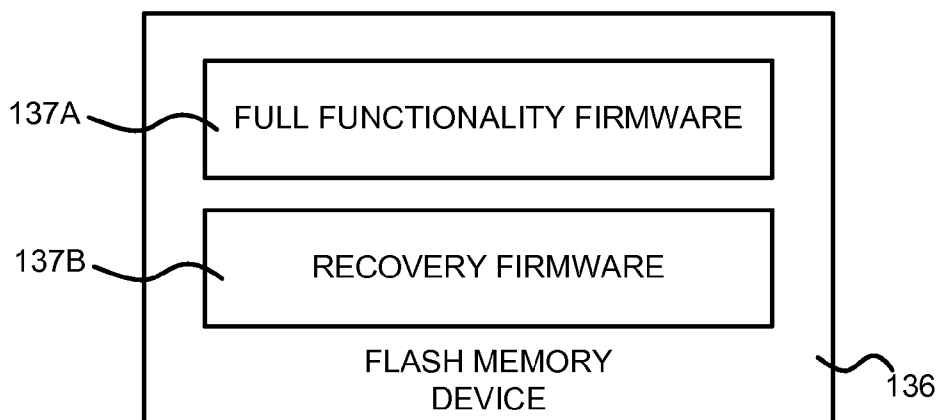 137A
FULL FUNCTIONALITY FIRMWARE
137B
RECOVERY FIRMWARE
FLASH MEMORY
DEVICE
136